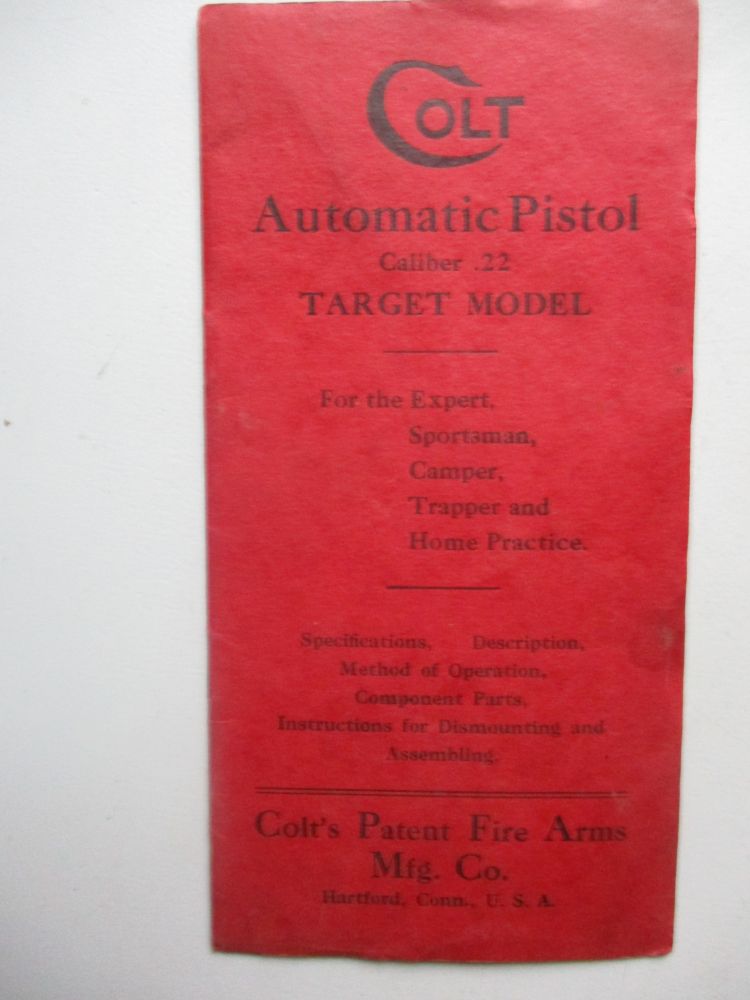 COLT
Automatic Pistol
Caliber .22
TARGET MODEL
For the Expert,
Sportsman,
Camper,
Trapper and
Home Practice.
Specifications, Description,
Method of Operation,
Component Parts,
Instructions for Dismounting and
Assembling.
Colt's Patent Fire Arms
Mfg. Co.
Hartford, Conn., U. S. A.